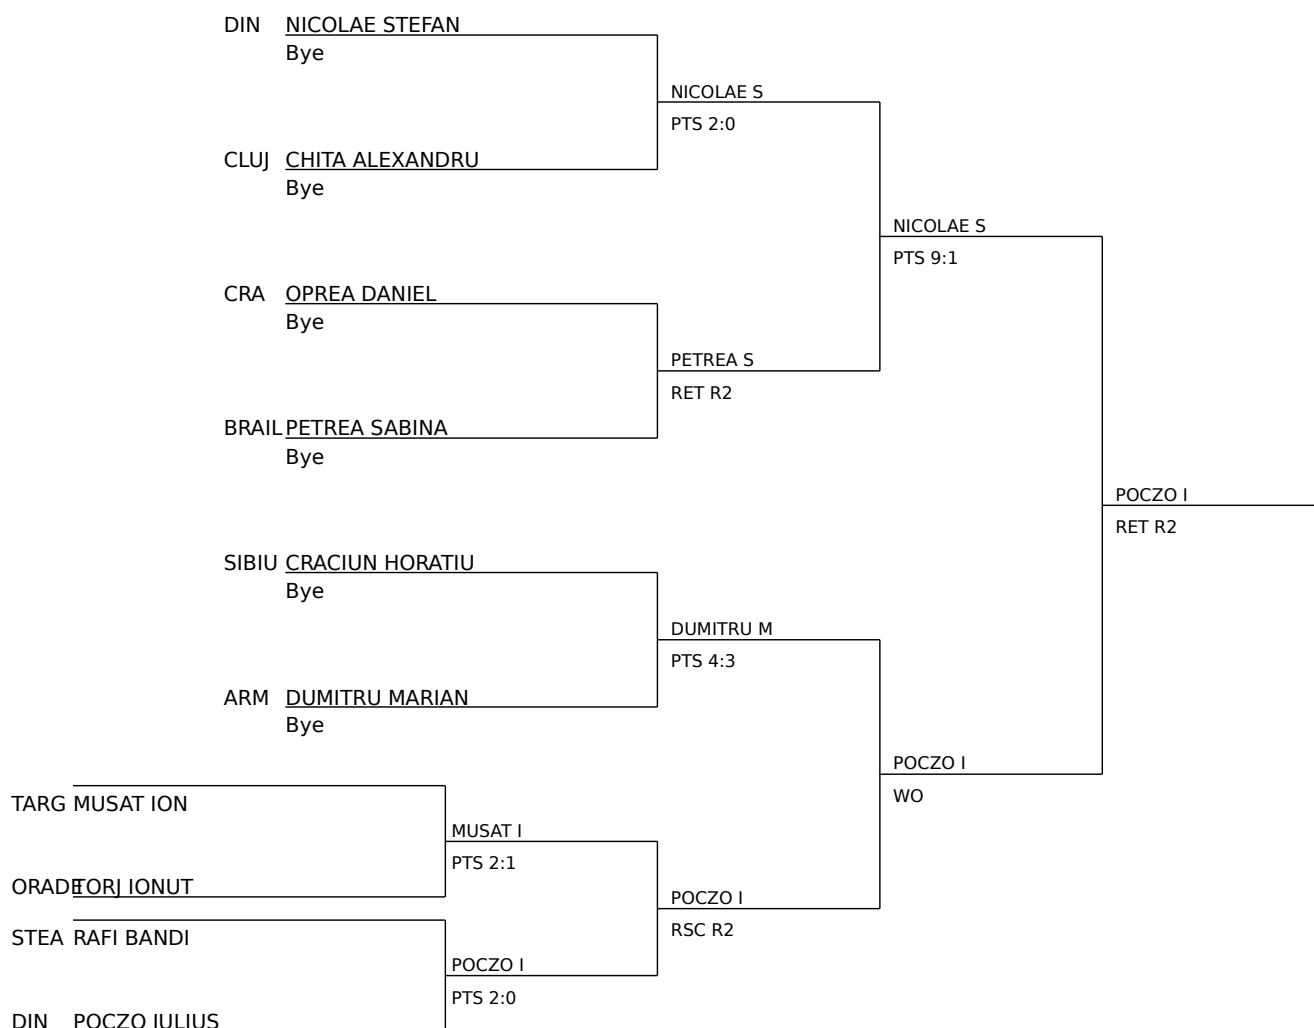 DIN NICOLAE STEFAN
Bye
NICOLAE S
PTS 2:0
CLUJ CHITA ALEXANDRU
Bye
NICOLAE S
PTS 9:1
CRA OPREA DANIEL
Bye
PETREA S
RET R2
BRAIL PETREA SABINA
Bye
POCZO I
RET R2
SIBIU CRACIUN HORATIU
Bye
DUMITRU M
PTS 4:3
ARM DUMITRU MARIAN
Bye
POCZO I
WO
TARG MUSAT ION
MUSAT I
PTS 2:1
ORADE TORJ IONUT
POCZO I
RSC R2
STEA RAFI BANDI
POCZO I
PTS 2:0
DIN POCZO IULIUS